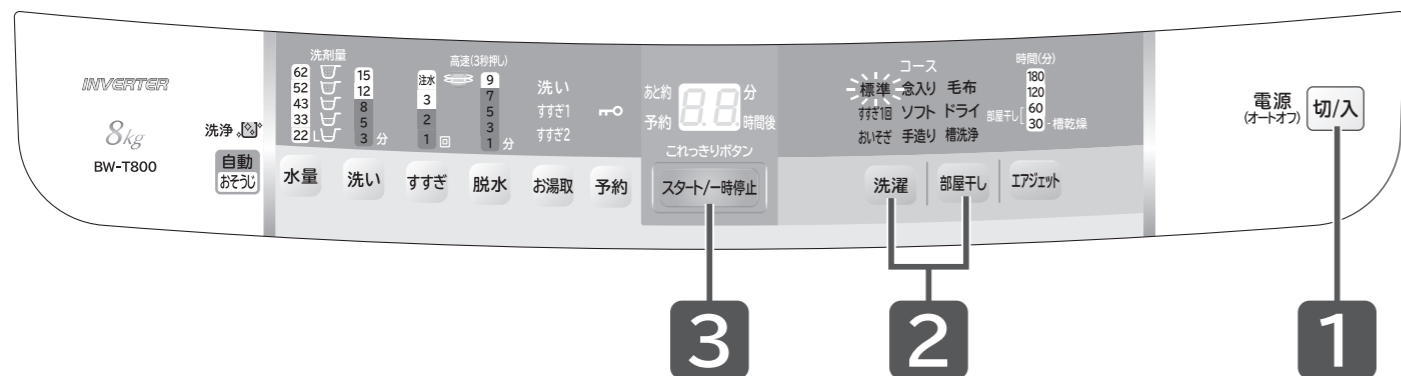 INVERTER
8kg
BW-T800
洗浄
自動
おそうじ
洗剤量
62
52
43
33
22L
15
12
8
5
3 分
注水
3
2
1 回
高速(3秒押し)
9
7
5
3
1 分
洗い
すすぎ1
すすぎ2
あと約 88 分
予約 時間後
これっきりボタン
スタート/一時停止
水量
洗い
すすぎ
脱水
お湯取
予約
コース
標準 念入り 毛布
すすぎ1回 ソフト ドライ
おいそぎ 手造り 槽洗浄
時間(分)
180
120
60
30 - 槽乾燥
部屋干し
洗濯
部屋干し
エアジェット
電源
(オートオフ)
切/入
3
2
1